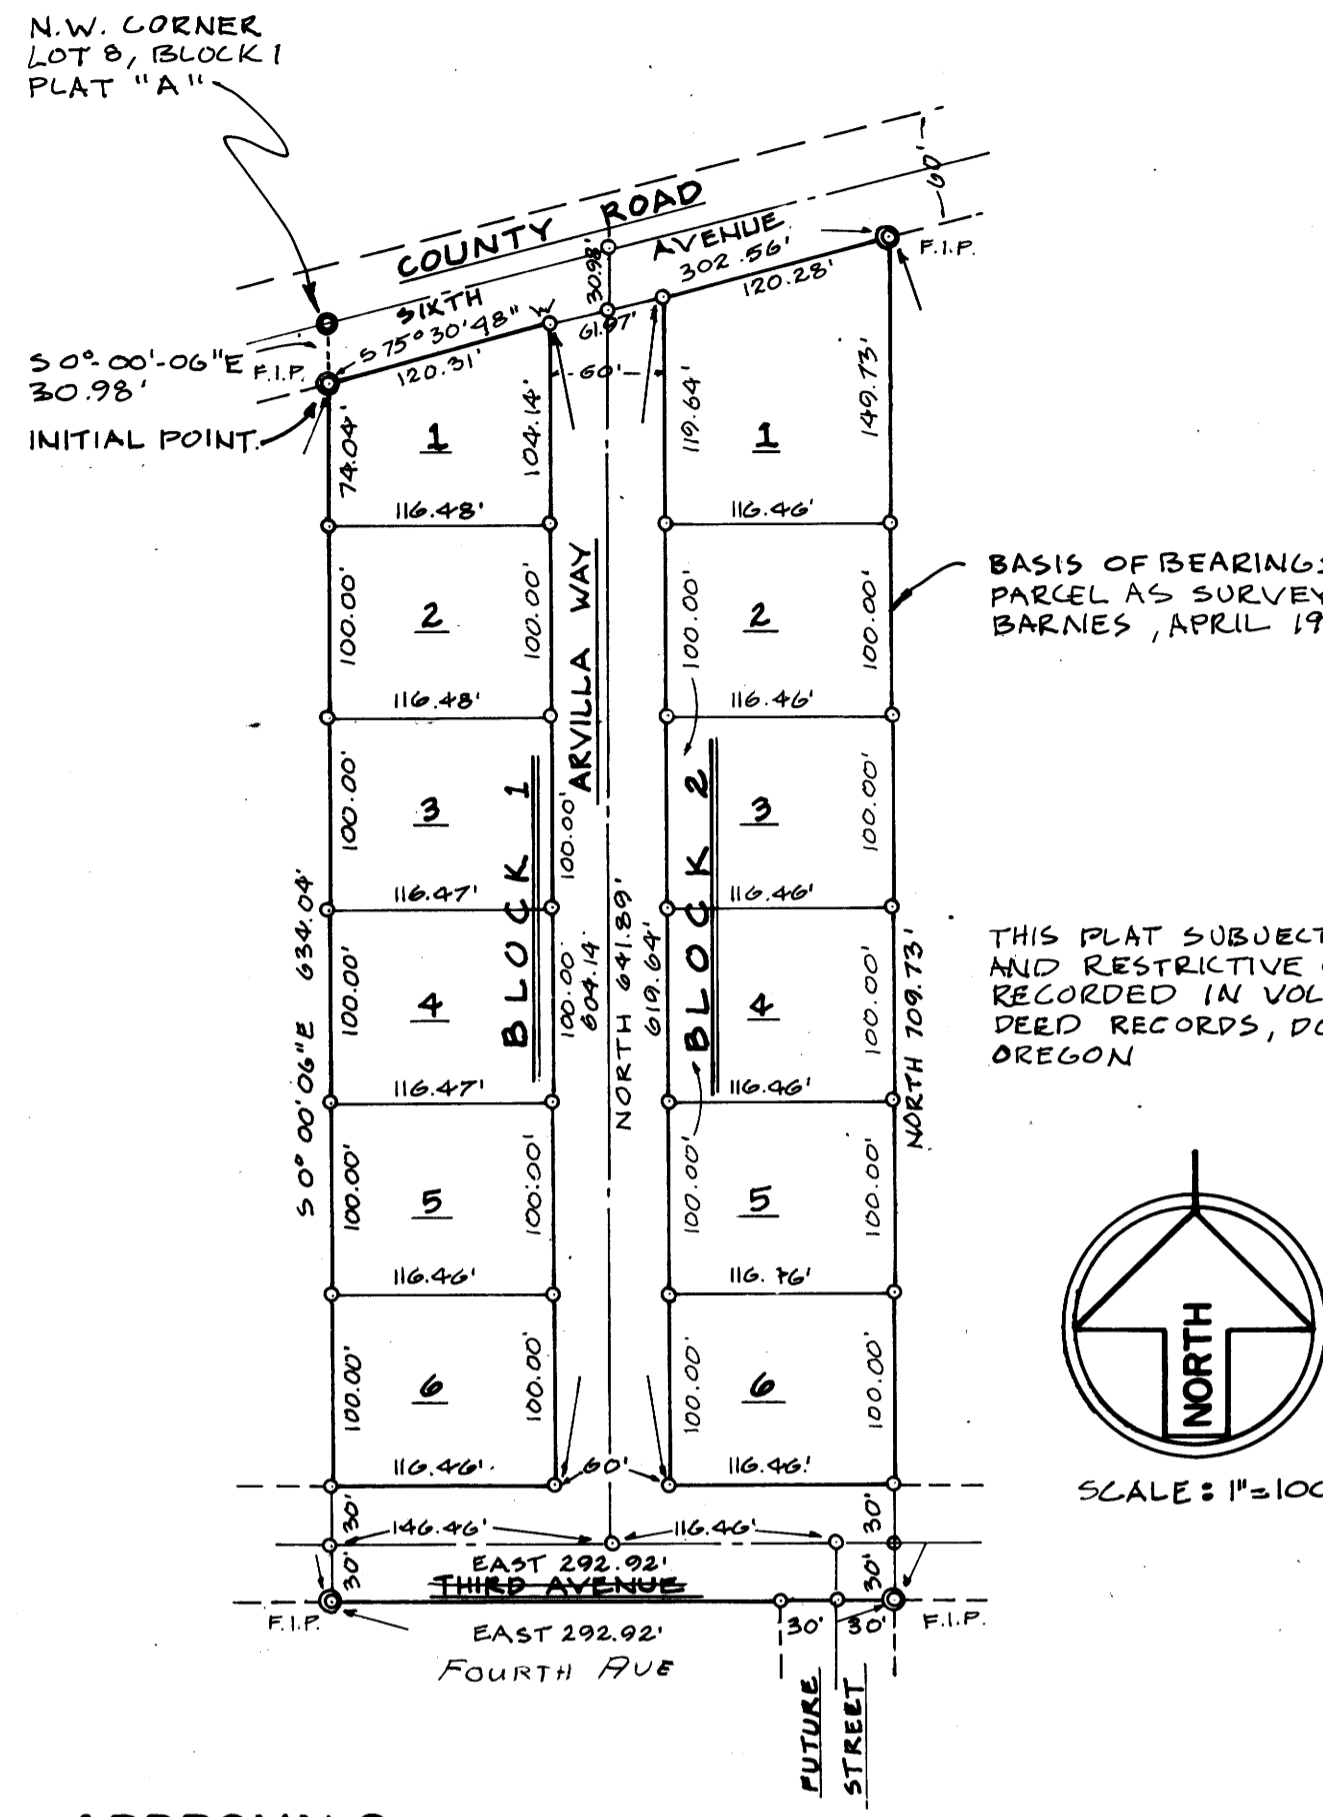 N.W. CORNER
LOT 8, BLOCK 1
PLAT "A"
COUNTY ROAD
60'
SIXTH AVENUE
302.56'
30.98'
S 75° 30' 48"
120.31'
61.97'
120.28'
F.I.P.
S 0°-00'-06" E
30.98'
F.I.P.
INITIAL POINT
60'
74.04'
1
104.14'
119.64'
1
149.73'
116.48'
116.46'
100.00'
2
100.00'
ARVILLA WAY
100.00'
2
100.00'
BASIS OF BEARING
PARCEL AS SURVEY
BARNES, APRIL 19
116.48'
116.46'
100.00'
3
100.00'
3
100.00'
BLOCK 1
BLOCK 2
116.47'
116.46'
S 0° 00' 06" E 634.04'
100.00'
4
100.00'
604.14
NORTH 641.89'
619.64'
4
100.00'
NORTH 709.73'
THIS PLAT SUBJECT
AND RESTRICTIVE
RECORDED IN VOL
DEED RECORDS, DO
OREGON
116.47'
116.46'
100.00'
5
100.00'
100.00'
5
100.00'
116.46'
100.00'
6
100.00'
100.00'
6
100.00'
NORTH
116.46'
60'
116.46'
SCALE: 1"=100
30'
146.46'
116.46'
30'
EAST 292.92'
30'
THIRD AVENUE
30'
F.I.P.
EAST 292.92'
30'
30'
F.I.P.
FOURTH AVE
FUTURE
STREET